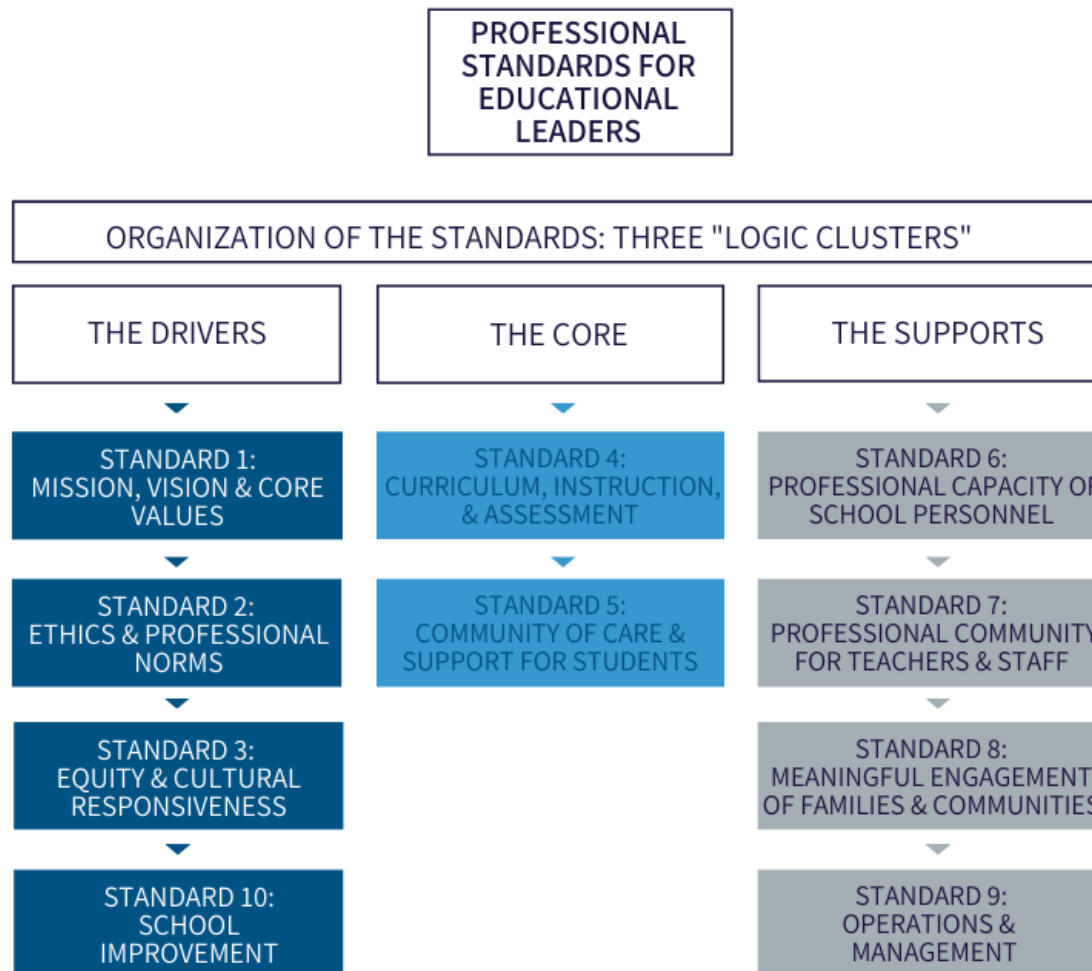 PROFESSIONAL
STANDARDS FOR
EDUCATIONAL
LEADERS
ORGANIZATION OF THE STANDARDS: THREE "LOGIC CLUSTERS"
THE DRIVERS
STANDARD 1:
MISSION, VISION & CORE
VALUES
STANDARD 2:
ETHICS & PROFESSIONAL
NORMS
STANDARD 3:
EQUITY & CULTURAL
RESPONSIVENESS
STANDARD 10:
SCHOOL
IMPROVEMENT
THE CORE
STANDARD 4:
CURRICULUM, INSTRUCTION,
& ASSESSMENT
STANDARD 5:
COMMUNITY OF CARE &
SUPPORT FOR STUDENTS
THE SUPPORTS
STANDARD 6:
PROFESSIONAL CAPACITY OF
SCHOOL PERSONNEL
STANDARD 7:
PROFESSIONAL COMMUNITY
FOR TEACHERS & STAFF
STANDARD 8:
MEANINGFUL ENGAGEMENT
OF FAMILIES & COMMUNITIES
STANDARD 9:
OPERATIONS &
MANAGEMENT